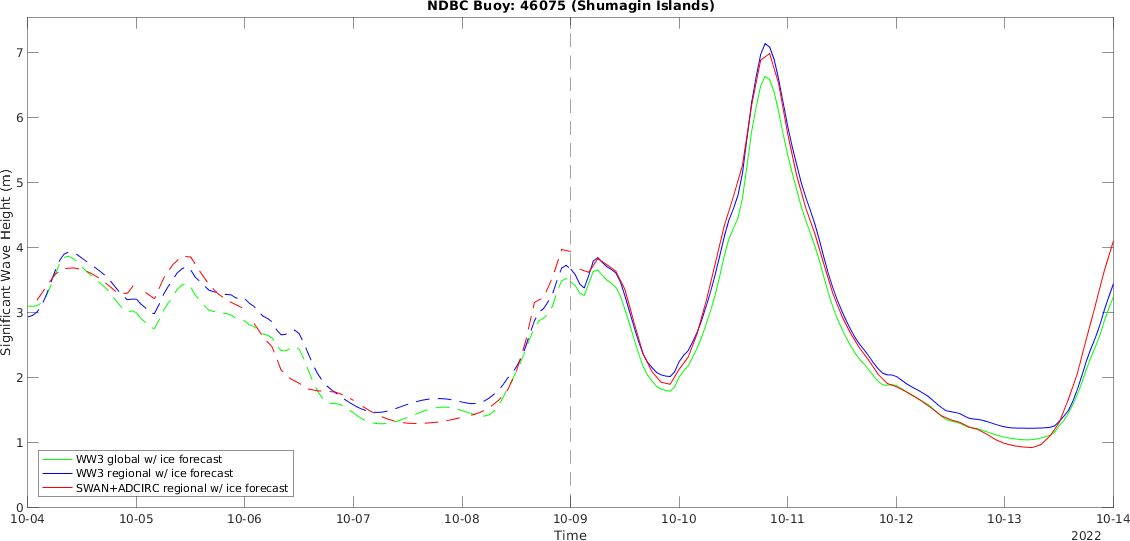 NDBC Buoy: 46075 (Shumagin Islands)
Significant Wave Height (m)
7
6
5
4
3
2
1
0
WW3 global w/ ice forecast
WW3 regional w/ ice forecast
SWAN+ADCIRC regional w/ ice forecast
10-04 10-05 10-06 10-07 10-08 10-09 10-10 10-11 10-12 10-13 10-14
Time
2022